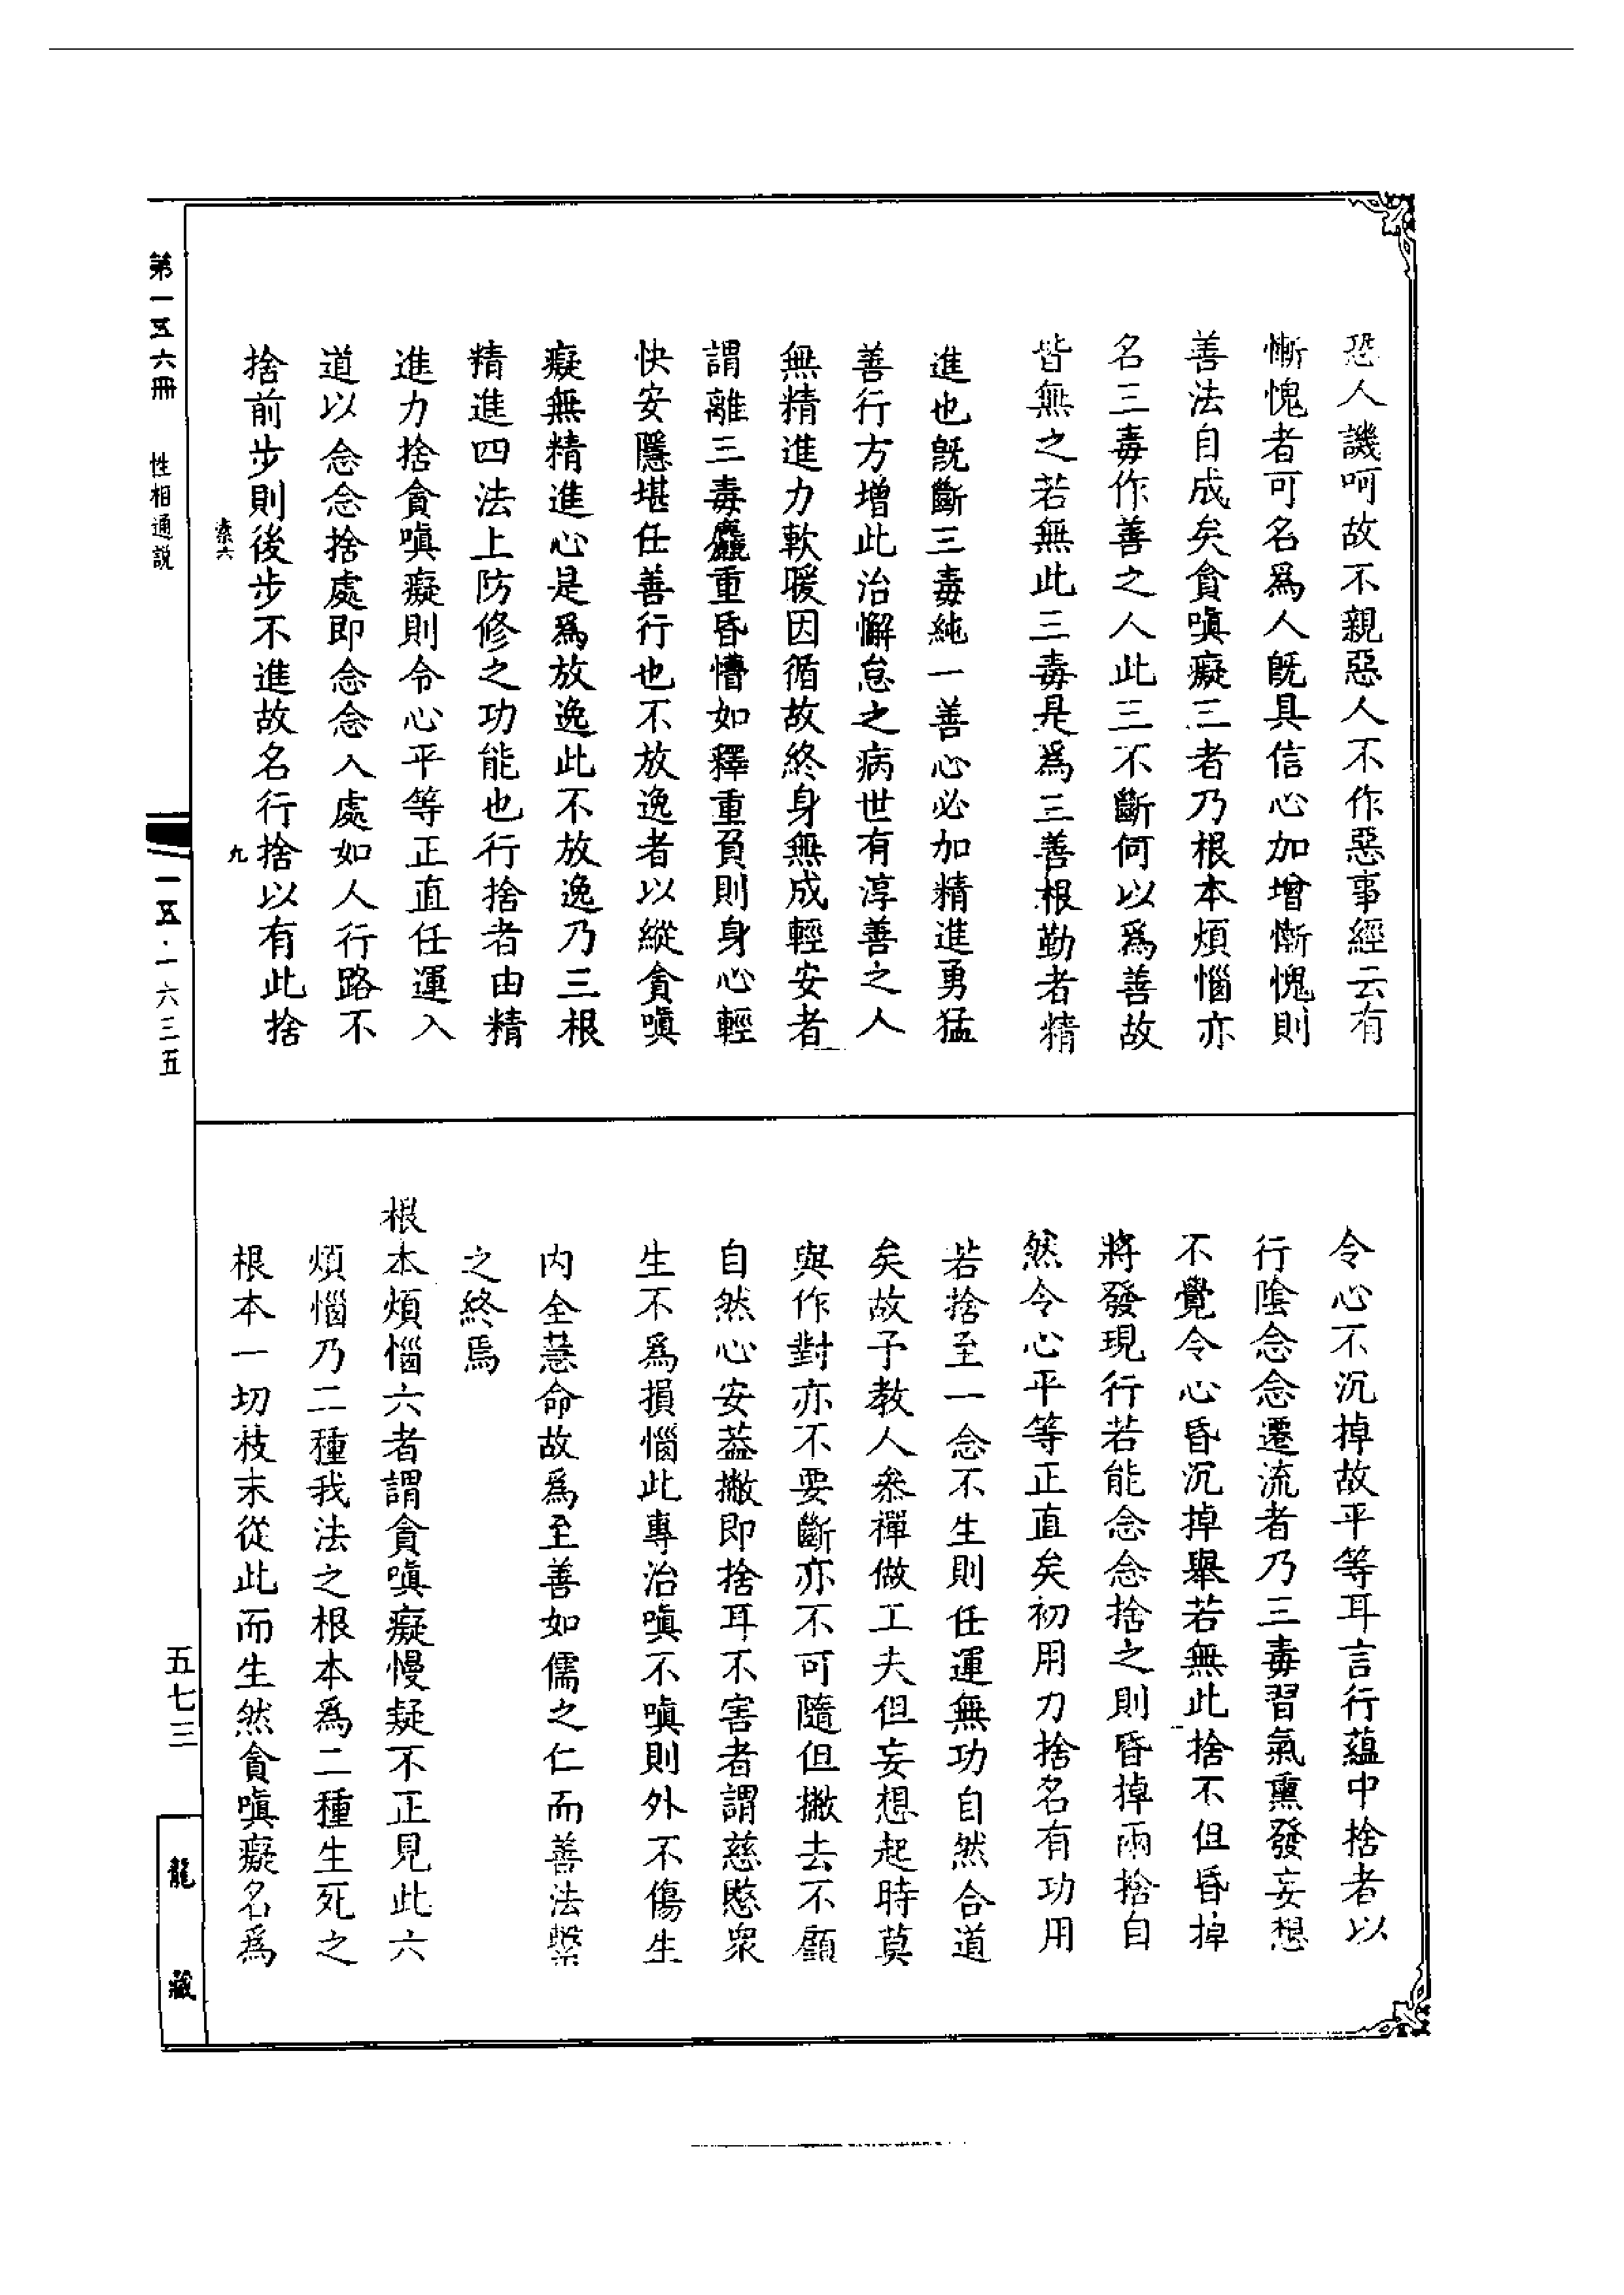 恐人譏呵故不親惡人不作惡事經云有
慚愧者可名爲人旣具信心加增慚愧則
善法自成矣貪嗔癡三者乃根本煩惱亦
名三毒作善之人此三不斷何以爲善故
皆無之若無此三毒是爲三善根勤者精
進也旣斷三毒純一善心必加精進勇猛
善行方增此治懈怠之病世有淳善之人
無精進力軟暖因循故終身無成輕安者
謂離三毒麤重昏懵如釋重負則身心輕
快安隱堪任善行也不放逸者以縱貪嗔
癡無精進心是爲放逸此不放逸乃三根
精進四法上防修之功能也行捨者由精
進力捨貪嗔癡則令心平等正直任運入
道以念念捨處即念念入處如人行路不
捨前步則後步不進故名行捨以有此捨
令心不沉掉故平等耳言行蘊中捨者以
行陰念念遷流者乃三毒習氣熏發妄想
不覺令心昏沉掉舉若無此捨不但昏掉
將發現行若能念念捨之則昏掉兩捨自
然令心平等正直矣初用力捨名有功用
若捨至一念不生則任運無功自然合道
矣故予教人叅禪做工夫但妄想起時莫
與作對亦不要斷亦不可隨但撇去不顧
自然心安葢撇即捨耳不害者謂慈愍衆
生不爲損惱此專治嗔不嗔則外不傷生
内全慧命故爲至善如儒之仁而善法繫
之終焉
根本煩惱六者謂貪嗔癡慢疑不正見此六
煩惱乃二種我法之根本爲二種生死之
根本一切枝末從此而生然貪嗔癡名爲
第一五六冊 性相通説
素六
九
一五·一六三五
五七三
龍藏